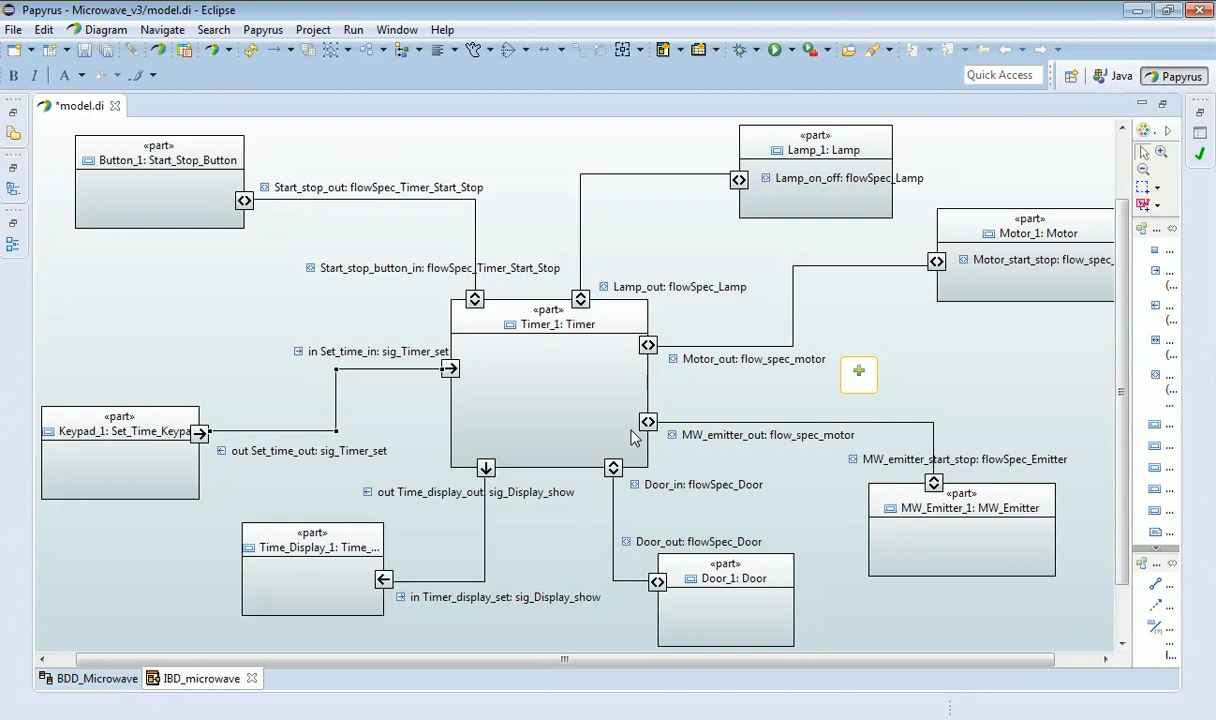 Papyrus - Microwave_v3/model.di - Eclipse
File Edit Diagram Navigate Search Papyrus Project Run Window Help
B I A Quick Access Java Papyrus
*model.di
«part»
Button_1: Start_Stop_Button
Start_stop_out: flowSpec_Timer_Start_Stop
«part»
Lamp_1: Lamp
Lamp_on_off: flowSpec_Lamp
«part»
Motor_1: Motor
Motor_start_stop: flow_spec_
Start_stop_button_in: flowSpec_Timer_Start_Stop
Lamp_out: flowSpec_Lamp
«part»
Timer_1: Timer
in Set_time_in: sig_Timer_set
Motor_out: flow_spec_motor
«part»
Keypad_1: Set_Time_Keypa
out Set_time_out: sig_Timer_set
MW_emitter_out: flow_spec_motor
MW_emitter_start_stop: flowSpec_Emitter
out Time_display_out: sig_Display_show
Door_in: flowSpec_Door
«part»
MW_Emitter_1: MW_Emitter
«part»
Time_Display_1: Time_...
Door_out: flowSpec_Door
in Timer_display_set: sig_Display_show
«part»
Door_1: Door
...
...
(...
...
(...
...
(...
...
(...
...
...
...
...
...
...
...
...
...
...
l...
BDD_Microwave IBD_microwave